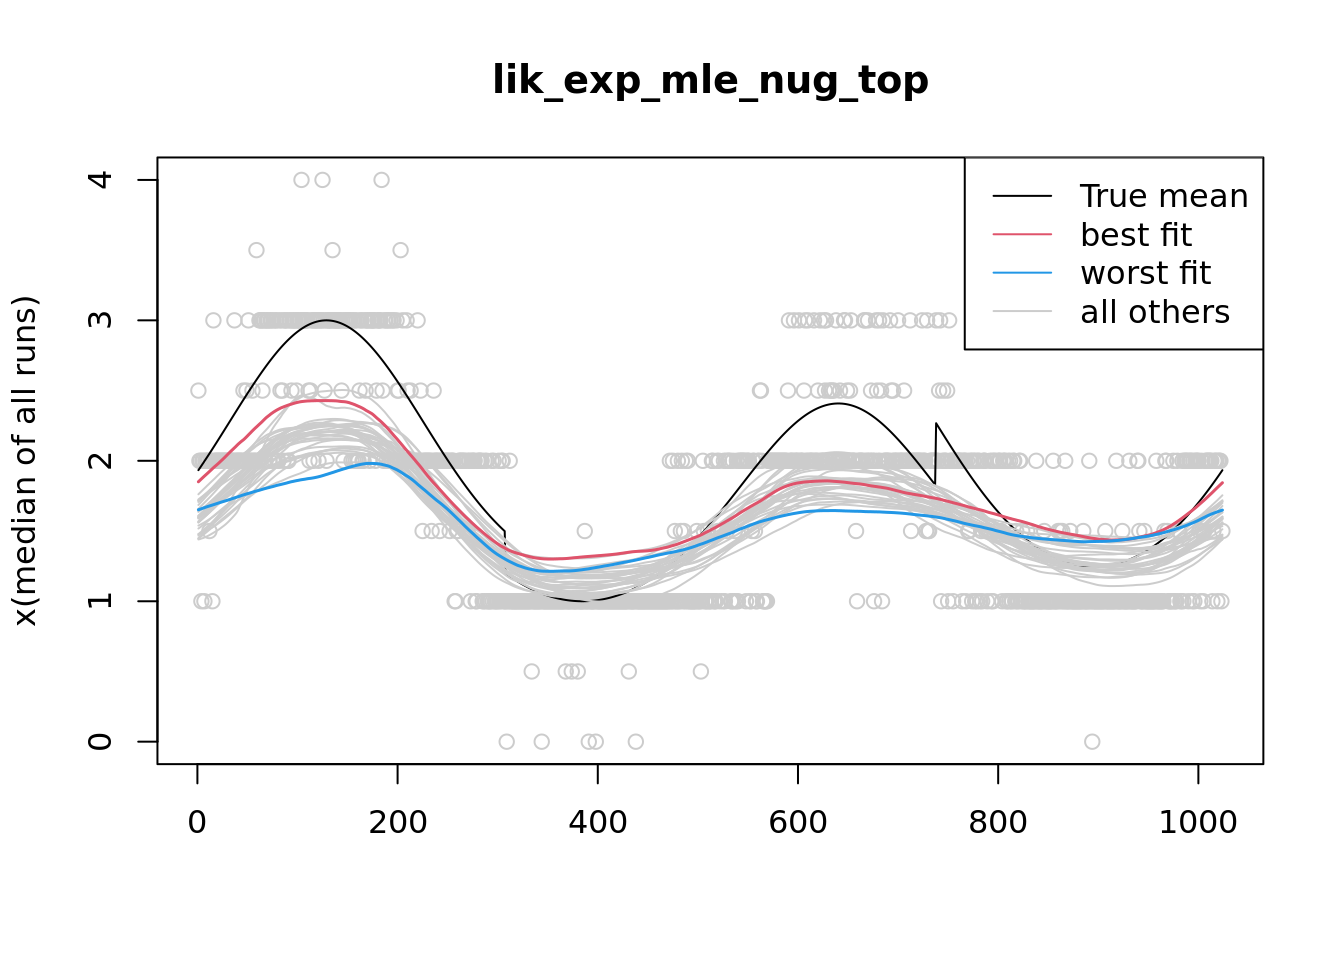 lik_exp_mle_nug_top
x(median of all runs)
4
3
2
1
0
True mean
best fit
worst fit
all others
0 200 400 600 800 1000